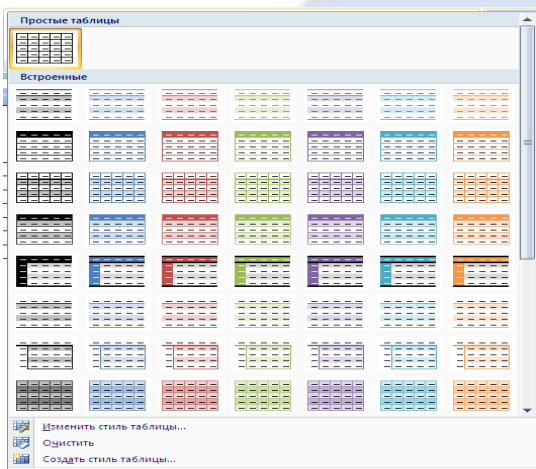 Простые таблицы
Встроенные
Изменить стиль таблицы...
Очистить
Создать стиль таблицы...